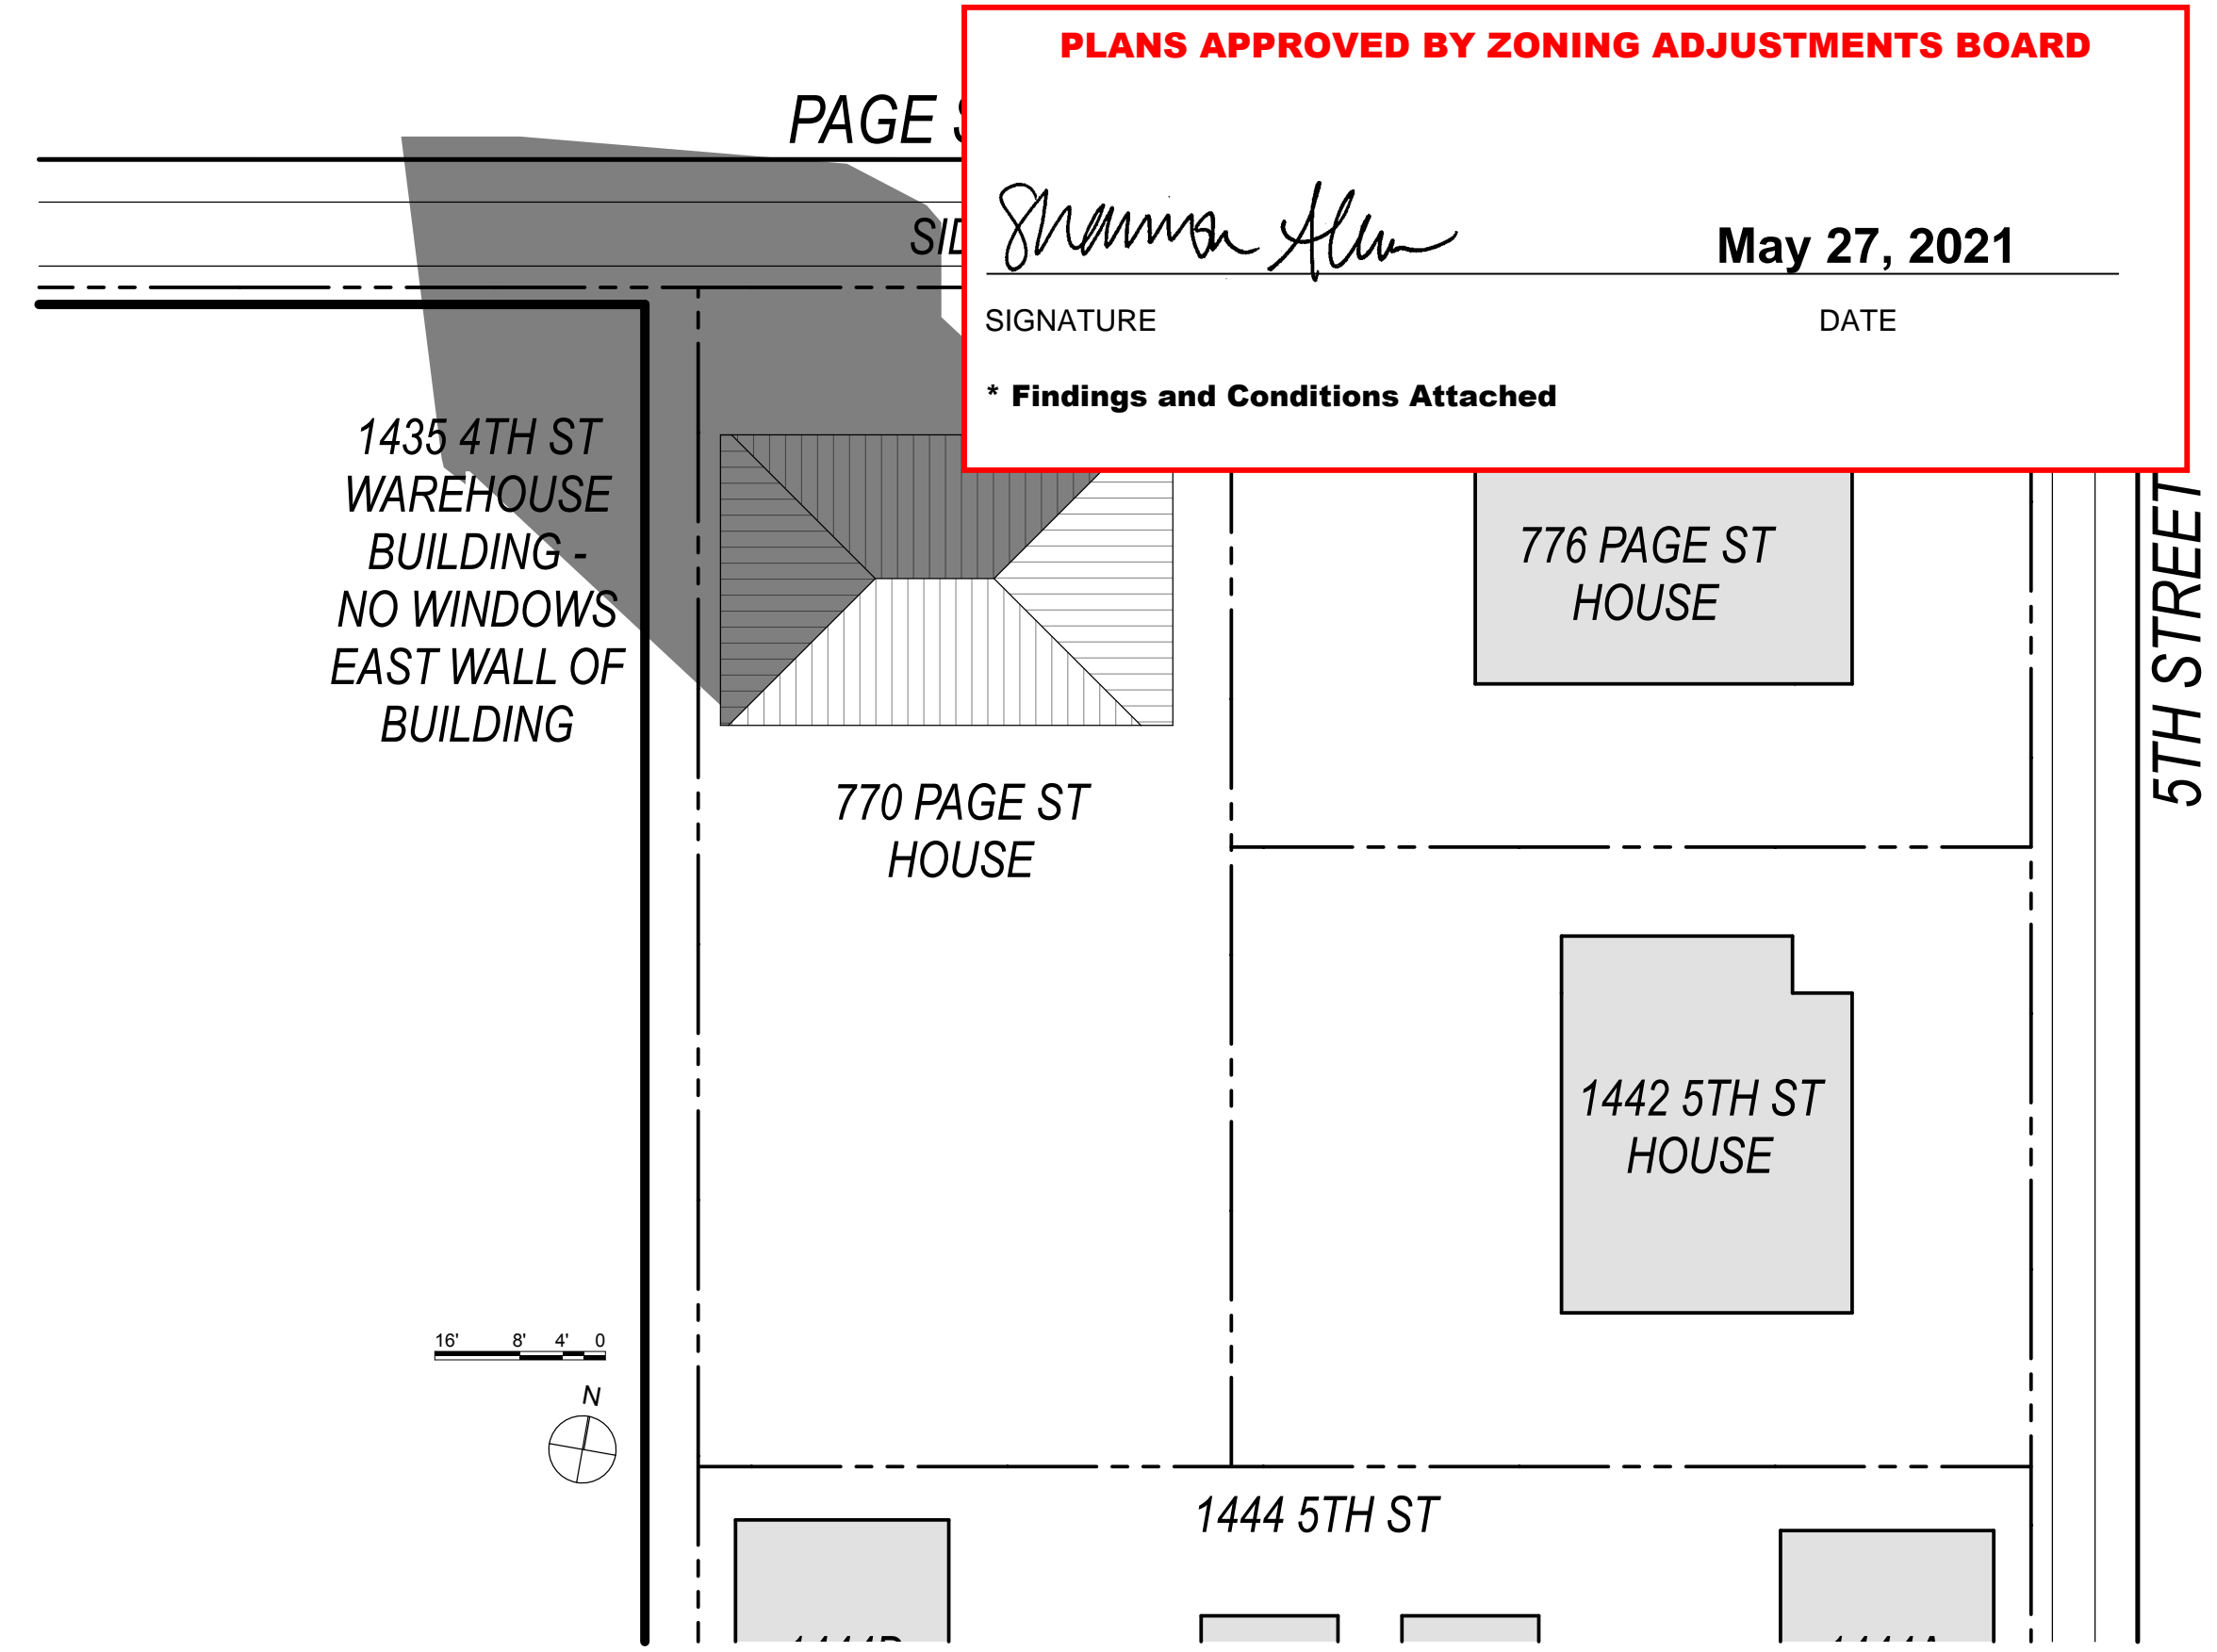 PLANS APPROVED BY ZONING ADJUSTMENTS BOARD
PAGE
May 27, 2021
SIGNATURE
DATE
* Findings and Conditions Attached
1435 4TH ST
WAREHOUSE
BUILDING -
NO WINDOWS
EAST WALL OF
BUILDING
776 PAGE ST
HOUSE
5TH STREET
770 PAGE ST
HOUSE
1442 5TH ST
HOUSE
16' 8' 4' 0
N
1444 5TH ST